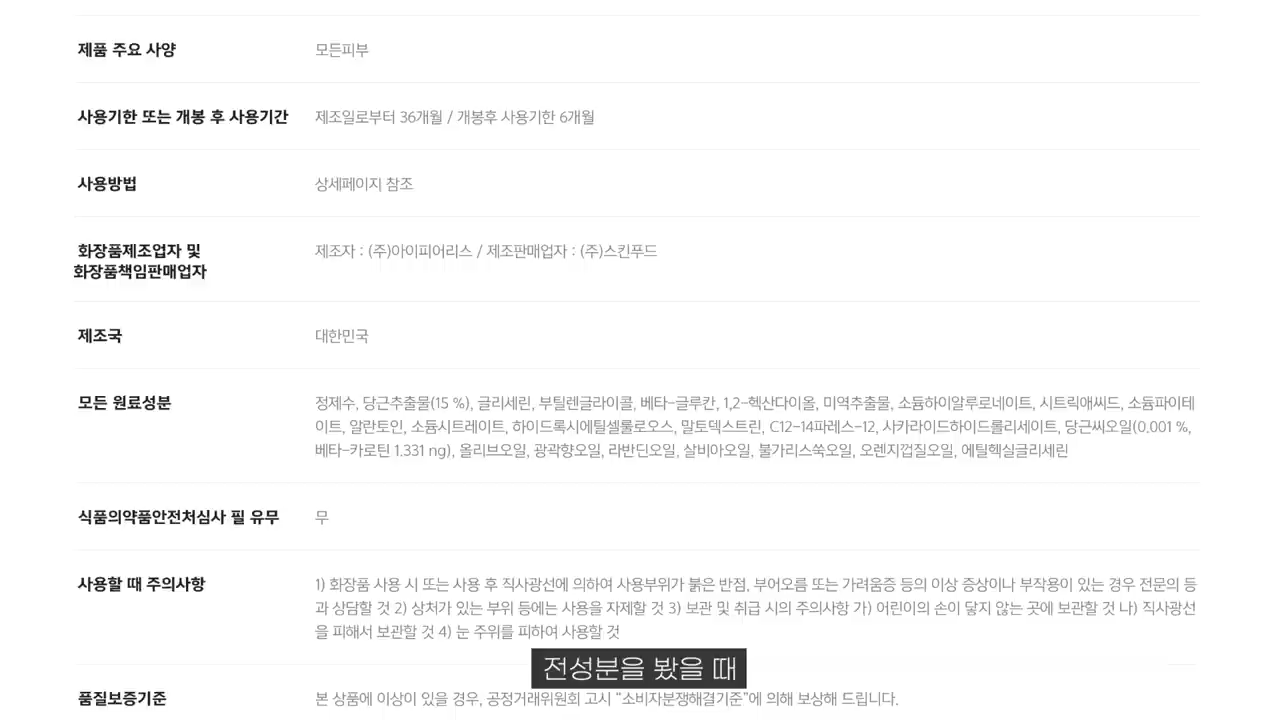 제품 주요 사양
모든피부
사용기한 또는 개봉 후 사용기간
제조일로부터 36개월 / 개봉후 사용기한 6개월
사용방법
상세페이지 참조
화장품제조업자 및
화장품책임판매업자
제조자 : (주)아이피어리스 / 제조판매업자 : (주)스킨푸드
제조국
대한민국
모든 원료성분
정제수, 당근추출물(15 %), 글리세린, 부틸렌글라이콜, 베타-글루칸, 1,2-헥산다이올, 미역추출물, 소듐하이알루로네이트, 시트릭애씨드, 소듐파이테
이트, 알란토인, 소듐시트레이트, 하이드록시에틸셀룰로오스, 말토덱스트린, C12-14파레스-12, 사카라이드하이드롤리세이트, 당근씨오일(0.001 %,
베타-카로틴 1.331 ng), 올리브오일, 광곽향오일, 라반딘오일, 살비아오일, 불가리스쑥오일, 오렌지껍질오일, 에틸헥실글리세린
식품의약품안전처심사 필 유무
무
사용할 때 주의사항
1) 화장품 사용 시 또는 사용 후 직사광선에 의하여 사용부위가 붉은 반점, 부어오름 또는 가려움증 등의 이상 증상이나 부작용이 있는 경우 전문의 등
과 상담할 것 2) 상처가 있는 부위 등에는 사용을 자제할 것 3) 보관 및 취급 시의 주의사항 가) 어린이의 손이 닿지 않는 곳에 보관할 것 나) 직사광선
을 피해서 보관할 것 4) 눈 주위를 피하여 사용할 것
전성분을 봤을 때
품질보증기준
본 상품에 이상이 있을 경우, 공정거래위원회 고시 “소비자분쟁해결기준”에 의해 보상해 드립니다.